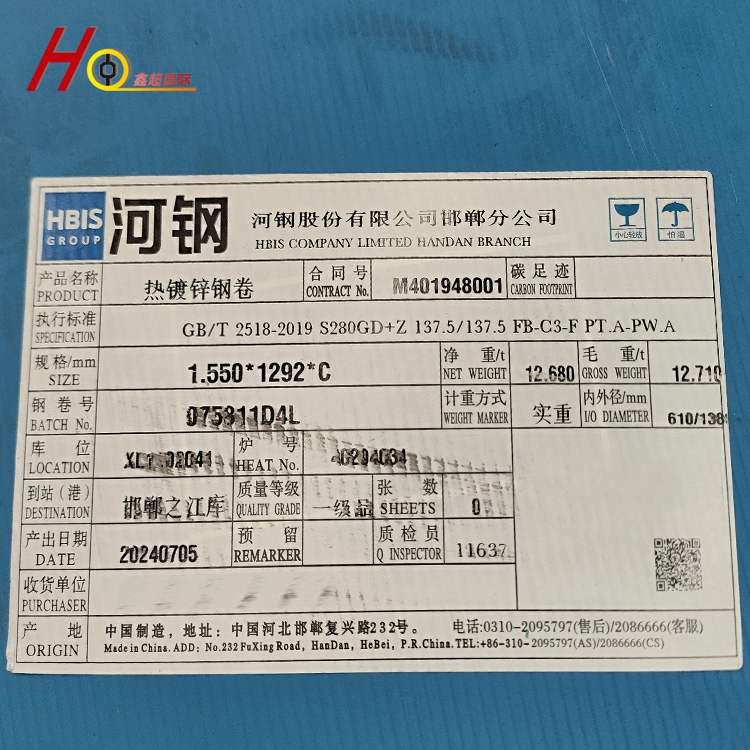 HQ 鑫超国际
HBIS GROUP 河钢
河钢股份有限公司邯郸分公司
HBIS COMPANY LIMITED HANDAN BRANCH
小心轻放 怕湿
产品名称 PRODUCT 热镀锌钢卷 合同号 CONTRACT No. M401948001 碳足迹 CARBON FOOTPRINT
执行标准 SPECIFICATION GB/T 2518-2019 S280GD+Z 137.5/137.5 FB-C3-F PT.A-PW.A
规格/mm SIZE 1.550*1292*C 净 重/t NET WEIGHT 12.680 毛 重/t GROSS WEIGHT 12.710
钢卷号 BATCH No. 075811D4L 计重方式 WEIGHT MARKER 实重 内外径/mm I/O DIAMETER 610/138
库 位 LOCATION 炉 号 HEAT No.
到站（港） DESTINATION 邯郸之江库 质量等级 QUALITY GRADE 一级品 张 数 SHEETS 0
产出日期 DATE 20240705 预 留 REMARKER 质检员 Q INSPECTOR 11637
收货单位 PURCHASER
产 地 ORIGIN 中国制造，地址：中国河北邯郸复兴路232号。 电话:0310-2095797(售后)/2086666(客服)
Made in China. ADD; No.232 FuXing Road, HanDan, HeBei, P.R.China.TEL:+86-310-2095797(AS)/2086666(CS)